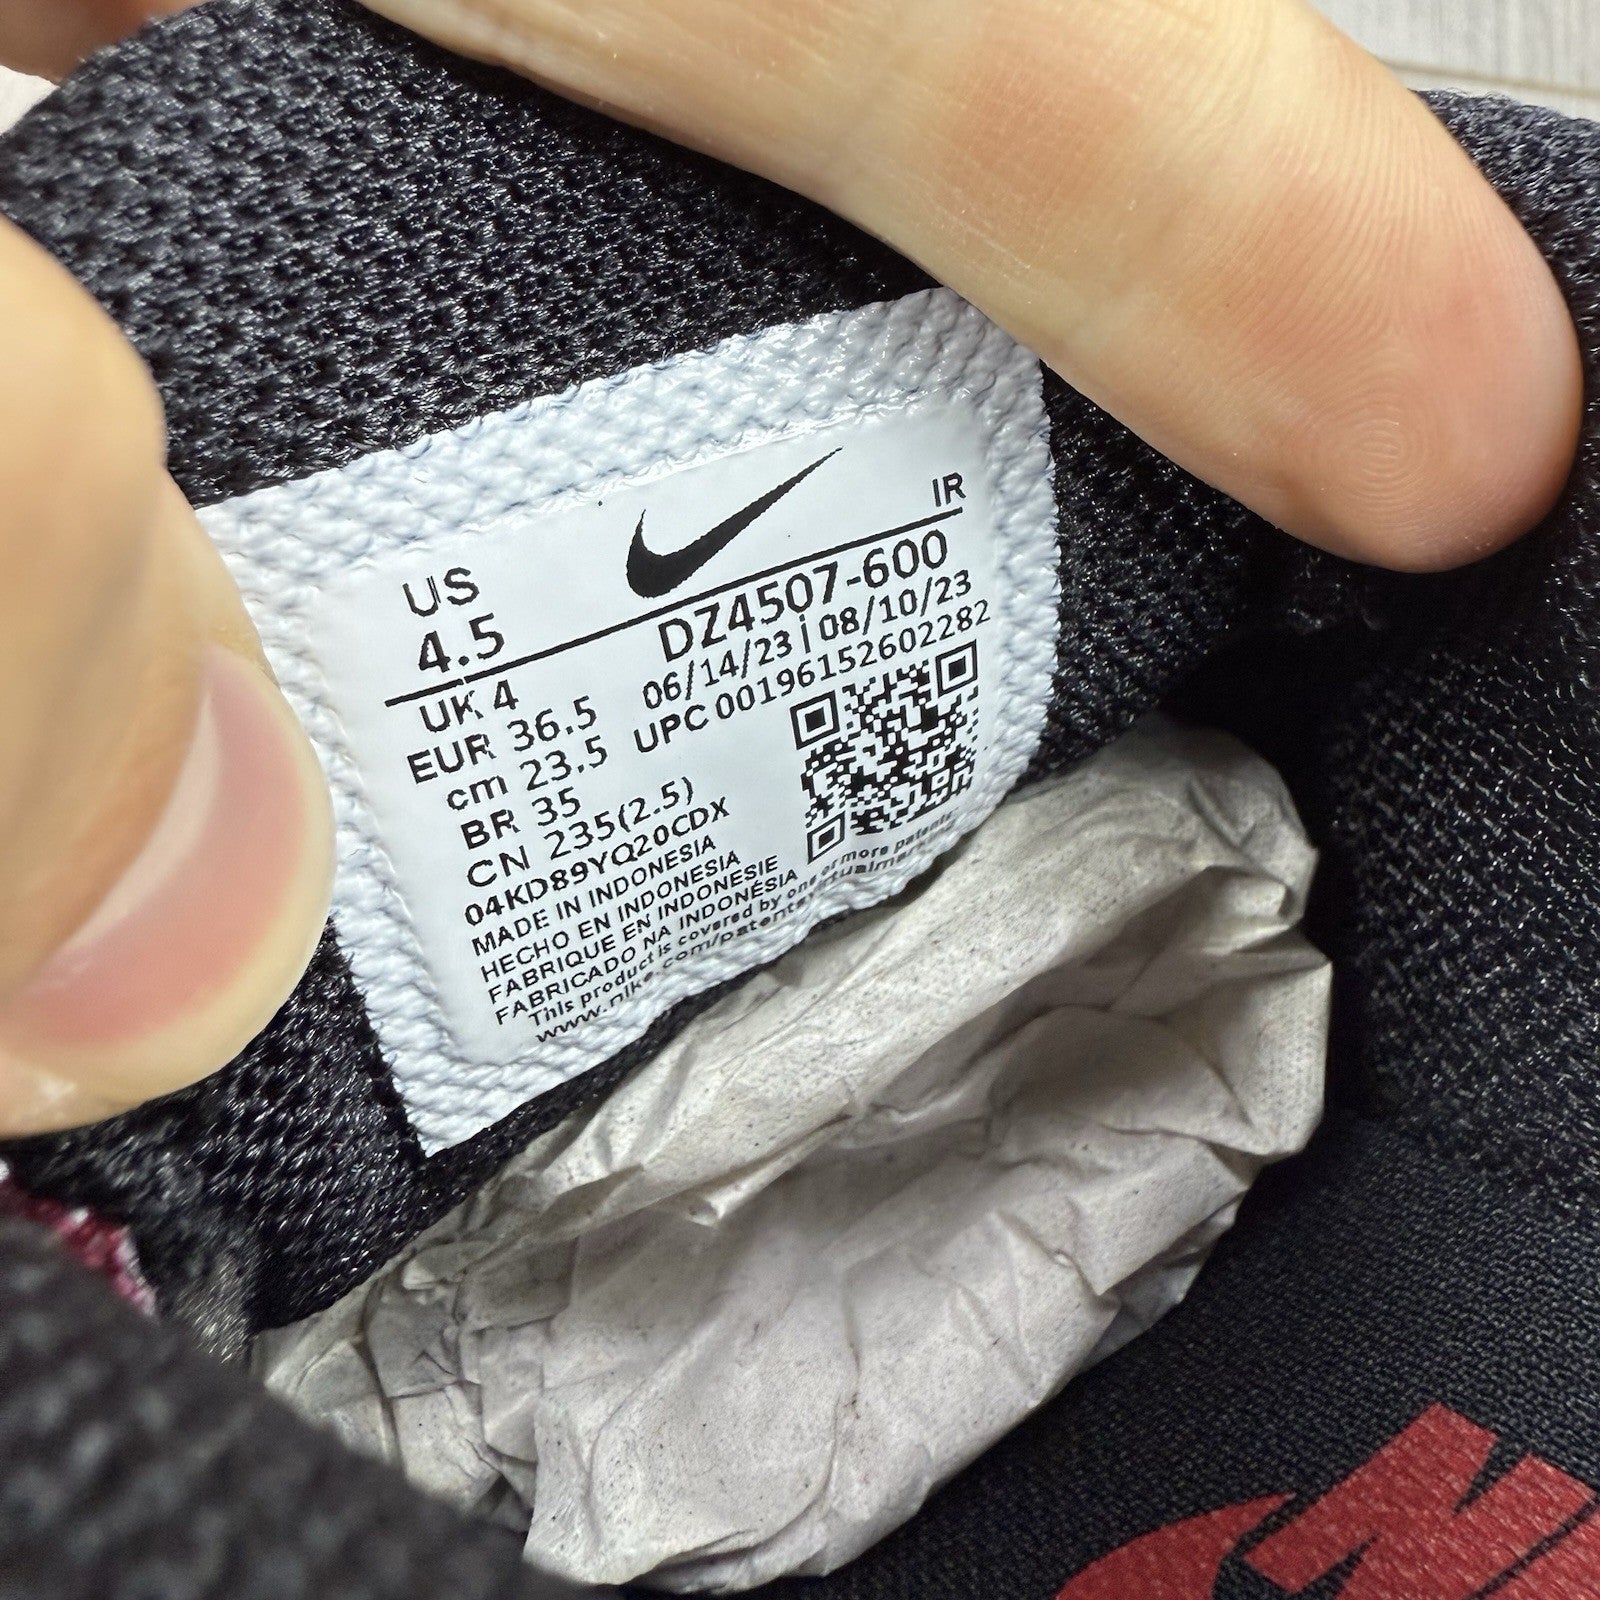 US
4.5
IR
DZ4507-600
06/14/23 | 08/10/23
UPC 00196152602282
UK 4
EUR 36.5
cm 23.5
BR 35
CN 235(2.5)
04KD89YQ20CDX
MADE IN INDONESIA
HECHO EN INDONESIA
FABRIQUE EN INDONESIE
FABRICADO NA INDONÉSIA
This product is covered by one or more patents
www.nike.com/patents